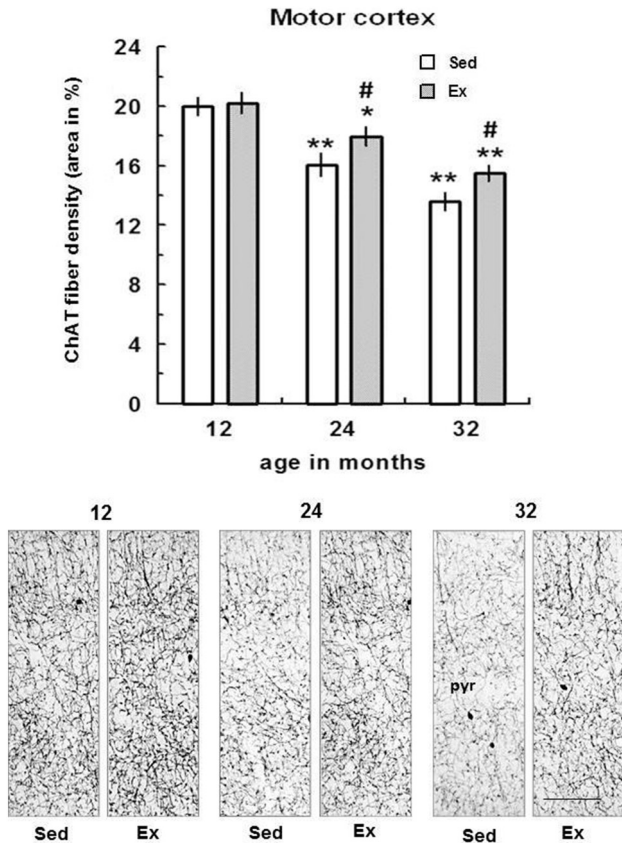 Motor cortex
ChAT fiber density (area in %)
24
20
16
12
8
4
0
Sed
Ex
**
#
*
**
#
**
12 24 32
age in months
12 24 32
pyr
Sed Ex Sed Ex Sed Ex